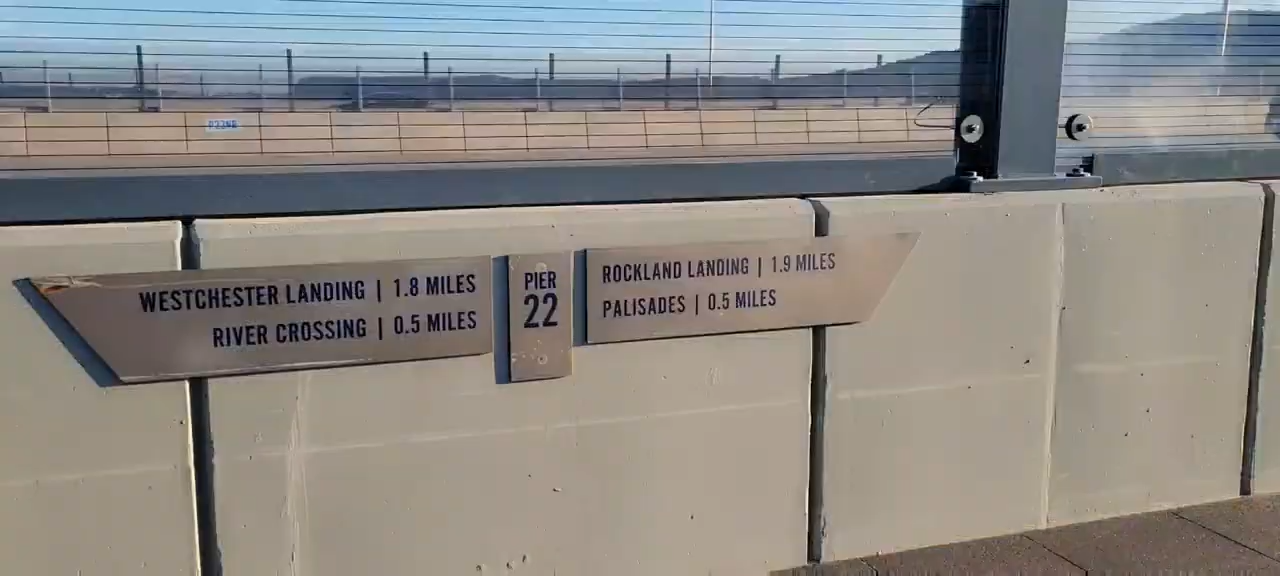 WESTCHESTER LANDING | 1.8 MILES
RIVER CROSSING | 0.5 MILES
PIER
22
ROCKLAND LANDING | 1.9 MILES
PALISADES | 0.5 MILES